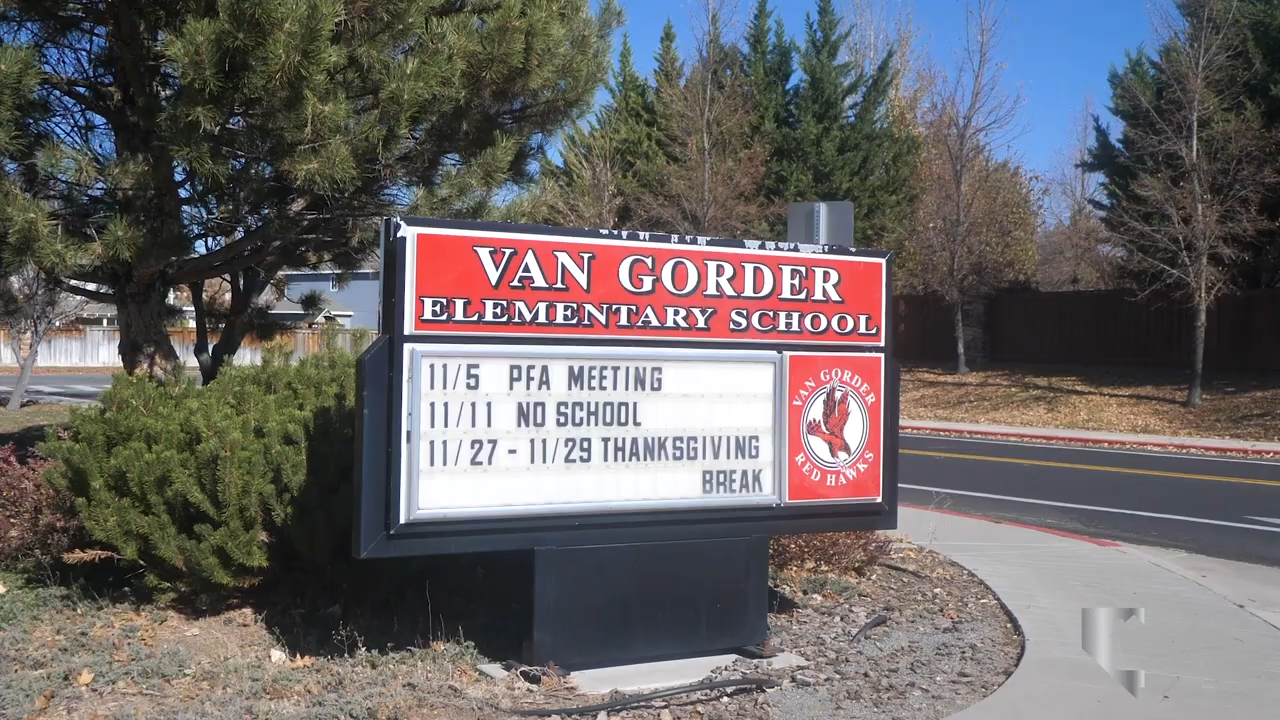 VAN GORDER
ELEMENTARY SCHOOL
11/5 PFA MEETING
11/11 NO SCHOOL
11/27 - 11/29 THANKSGIVING
BREAK
VAN GORDER
RED HAWKS